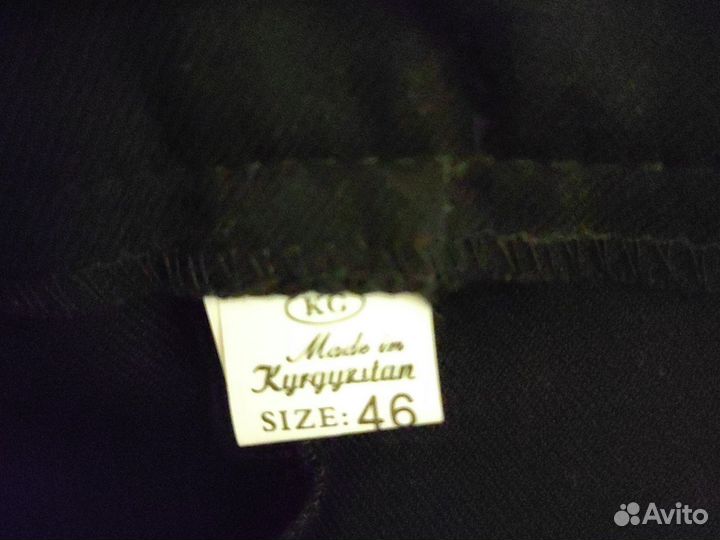 KG
Made in
Kyrgyzstan
SIZE: 46
Avito